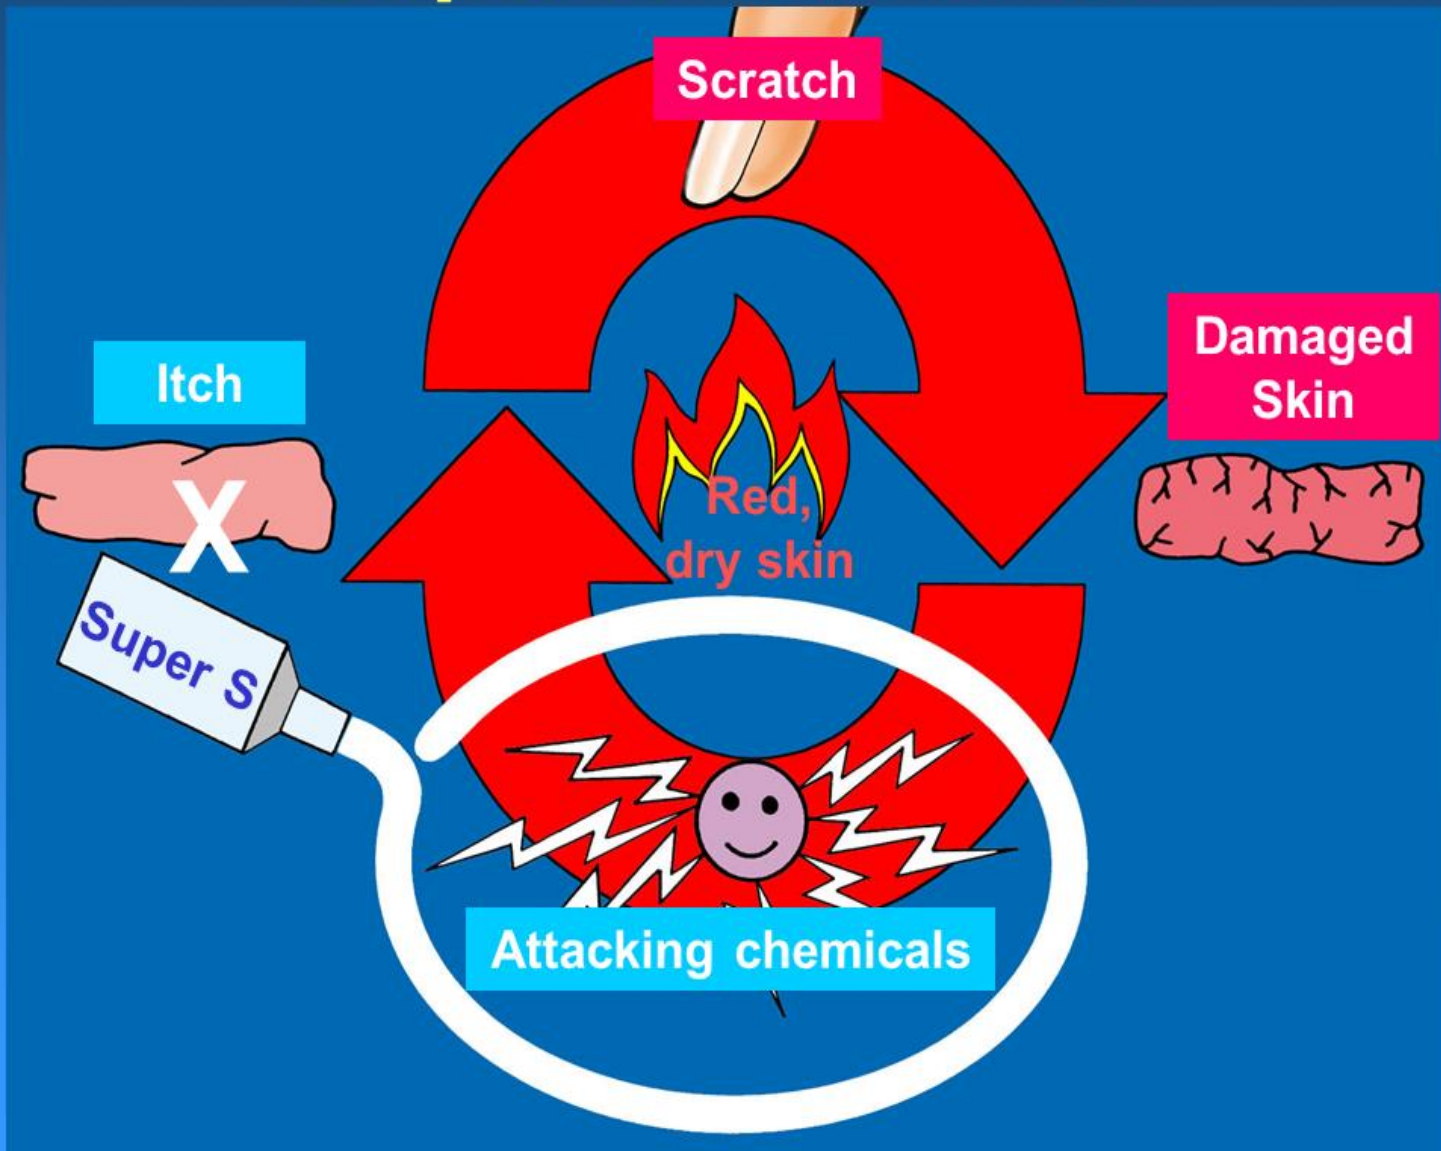 Scratch
Damaged
Skin
Itch
X
Red,
dry skin
Super S
Attacking chemicals